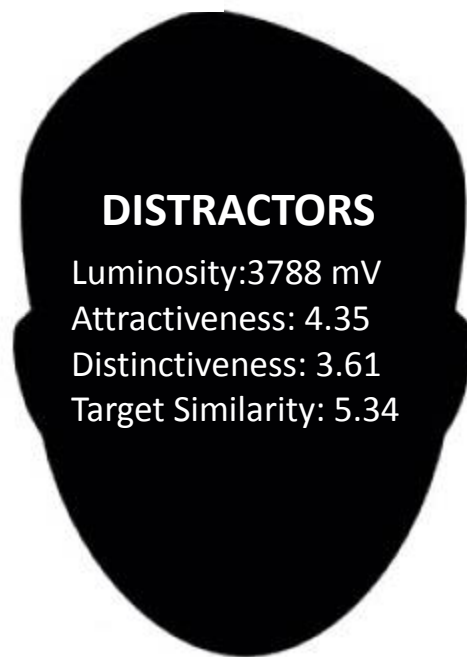 DISTRACTORS
Luminosity:3788 mV
Attractiveness: 4.35
Distinctiveness: 3.61
Target Similarity: 5.34